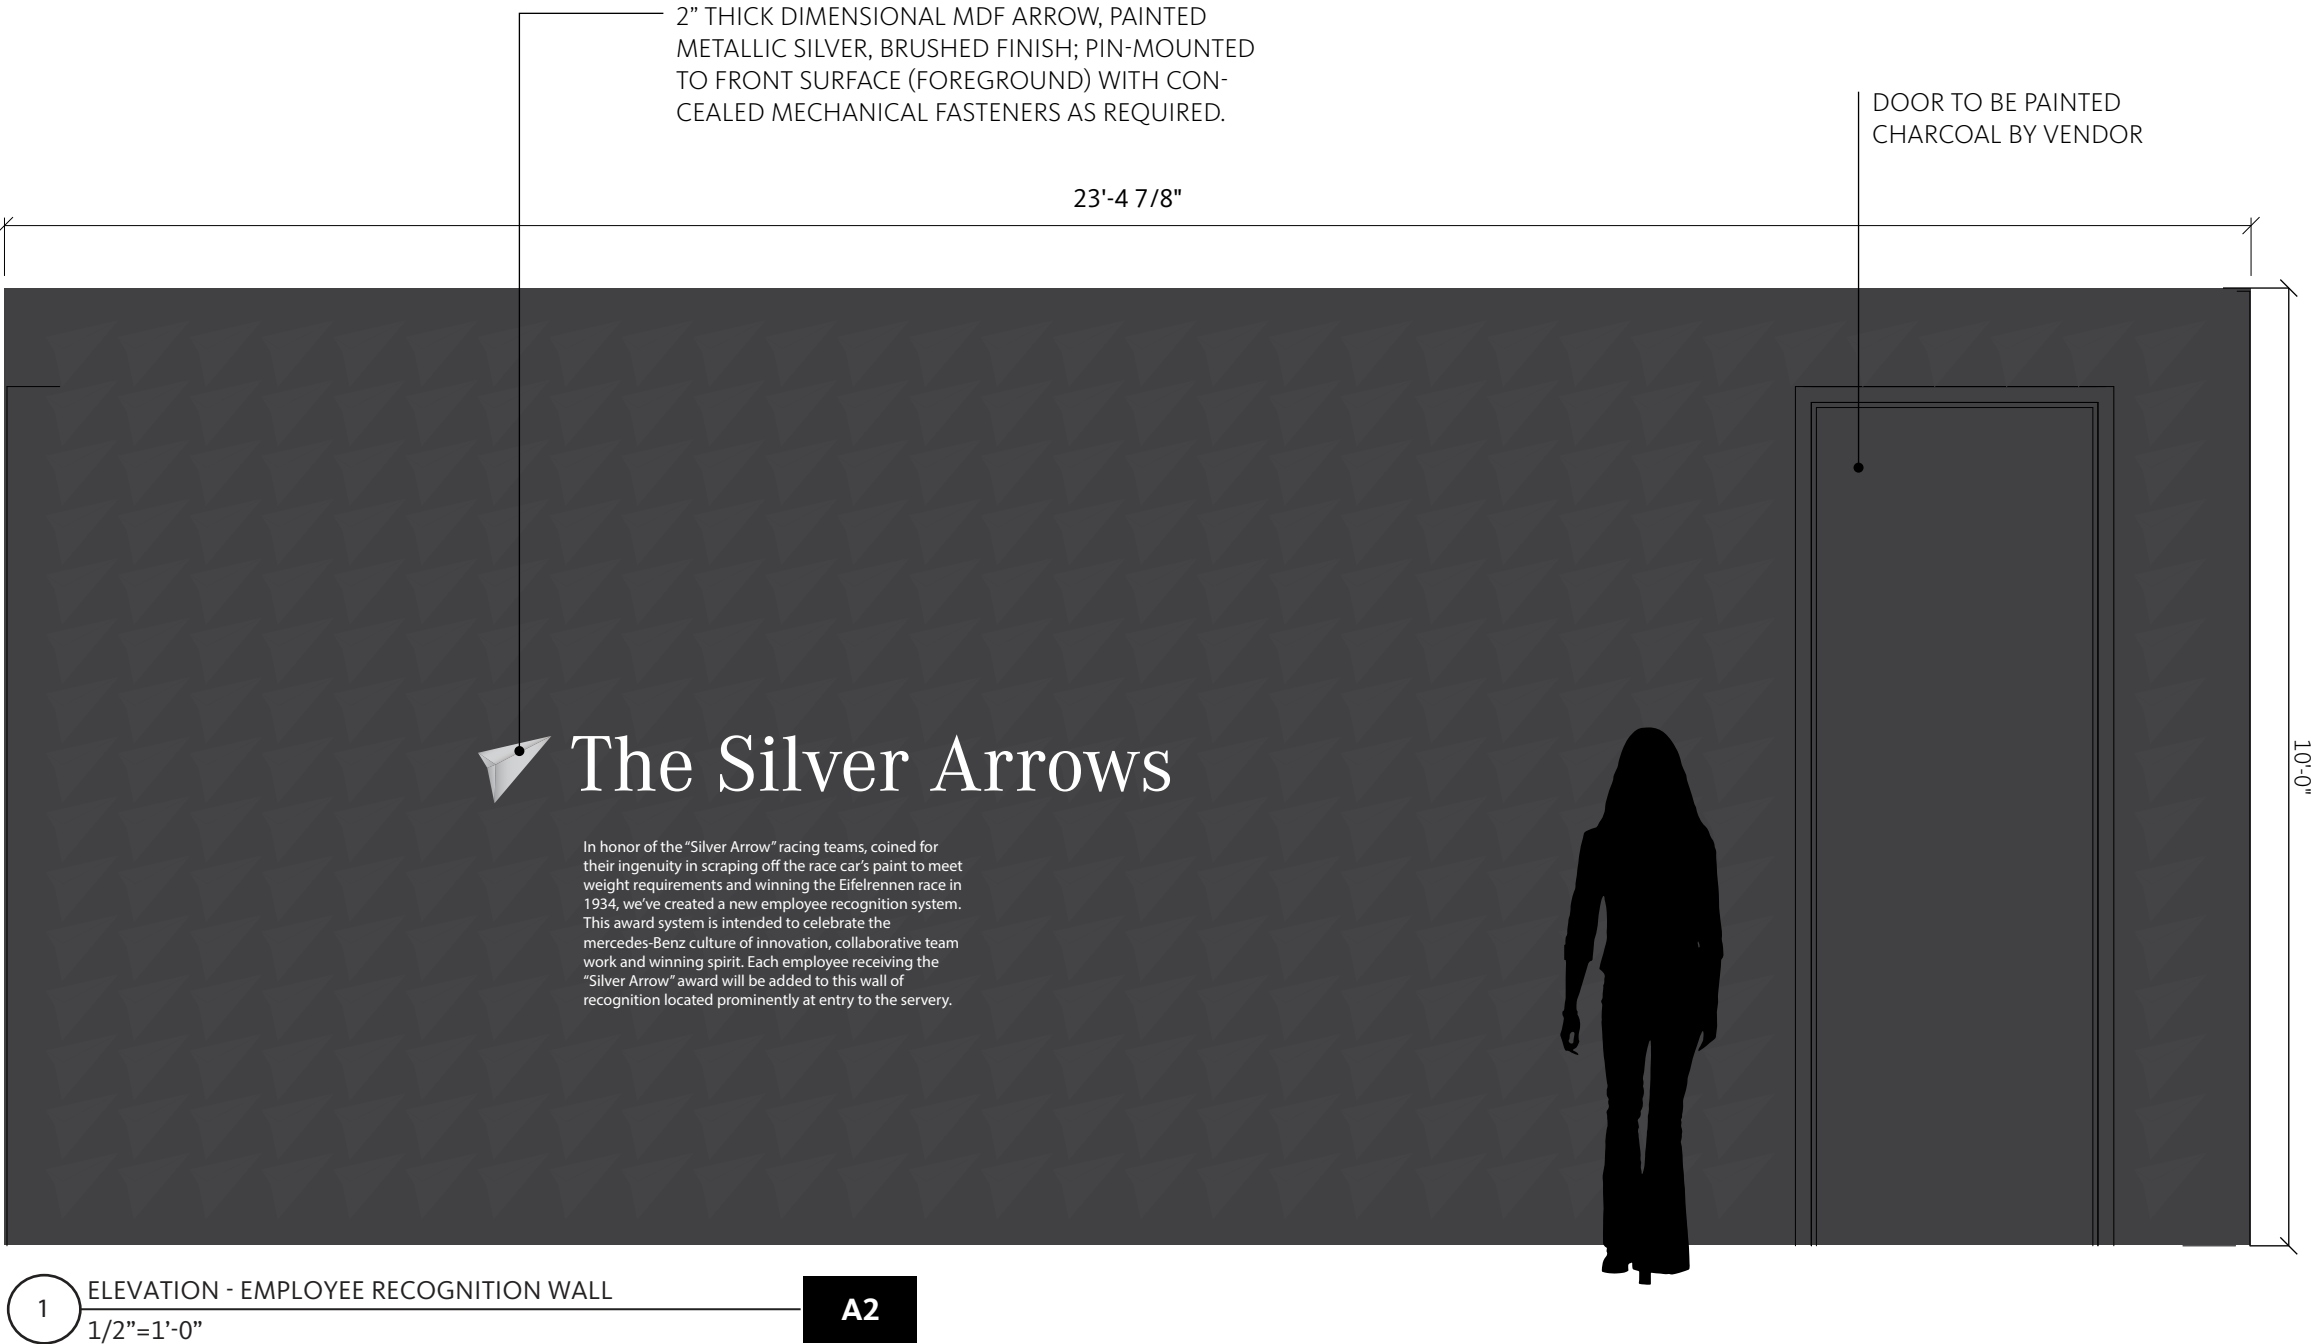 2” THICK DIMENSIONAL MDF ARROW, PAINTED
METALLIC SILVER, BRUSHED FINISH; PIN-MOUNTED
TO FRONT SURFACE (FOREGROUND) WITH CON-
CEALED MECHANICAL FASTENERS AS REQUIRED.
DOOR TO BE PAINTED
CHARCOAL BY VENDOR
23'-4 7/8"
10'-0"
The Silver Arrows
In honor of the “Silver Arrow” racing teams, coined for
their ingenuity in scraping off the race car’s paint to meet
weight requirements and winning the Eifelrennen race in
1934, we’ve created a new employee recognition system.
This award system is intended to celebrate the
mercedes-Benz culture of innovation, collaborative team
work and winning spirit. Each employee receiving the
“Silver Arrow” award will be added to this wall of
recognition located prominently at entry to the servery.
1
ELEVATION - EMPLOYEE RECOGNITION WALL
1/2”=1’-0”
A2